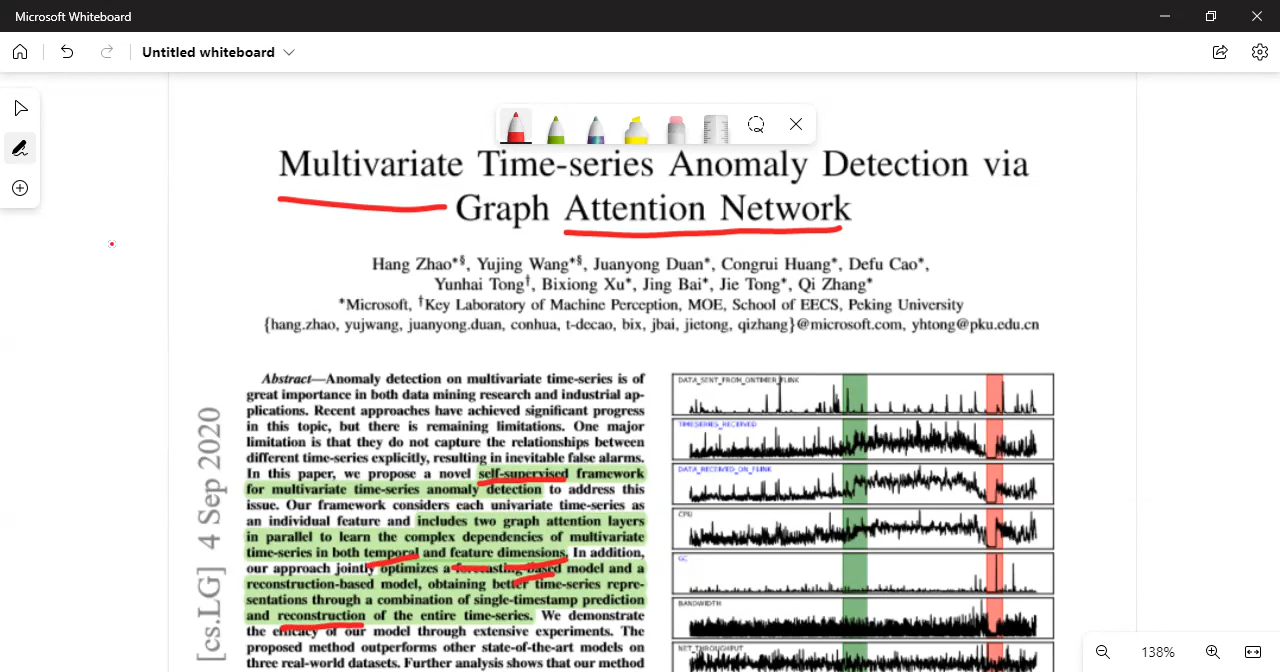 Microsoft Whiteboard
Untitled whiteboard
Multivariate Time-series Anomaly Detection via
Graph Attention Network
Hang Zhao*§, Yujing Wang*§, Juanyong Duan*, Congrui Huang*, Defu Cao*,
Yunhai Tong†, Bixiong Xu*, Jing Bai*, Jie Tong*, Qi Zhang*
*Microsoft, †Key Laboratory of Machine Perception, MOE, School of EECS, Peking University
{hang.zhao, yujwang, juanyong.duan, conhua, t-decao, bix, jbai, jietong, qizhang}@microsoft.com, yhtong@pku.edu.cn
Abstract—Anomaly detection on multivariate time-series is of
great importance in both data mining research and industrial ap-
plications. Recent approaches have achieved significant progress
in this topic, but there is remaining limitations. One major
limitation is that they do not capture the relationships between
different time-series explicitly, resulting in inevitable false alarms.
In this paper, we propose a novel self-supervised framework
for multivariate time-series anomaly detection to address this
issue. Our framework considers each univariate time-series as
an individual feature and includes two graph attention layers
in parallel to learn the complex dependencies of multivariate
time-series in both temporal and feature dimensions. In addition,
our approach jointly optimizes a forecasting-based model and a
reconstruction-based model, obtaining better time-series repre-
sentations through a combination of single-timestamp prediction
and reconstruction of the entire time-series. We demonstrate
the efficacy of our model through extensive experiments. The
proposed method outperforms other state-of-the-art models on
three real-world datasets. Further analysis shows that our method
[cs.LG] 4 Sep 2020
DATA_SENT_FROM_ONTIMER_FLINK
TIMESERIES_RECEIVED
DATA_RECEIVED_ON_FLINK
CPU
GC
BANDWIDTH
NET_THROUGHPUT
138%